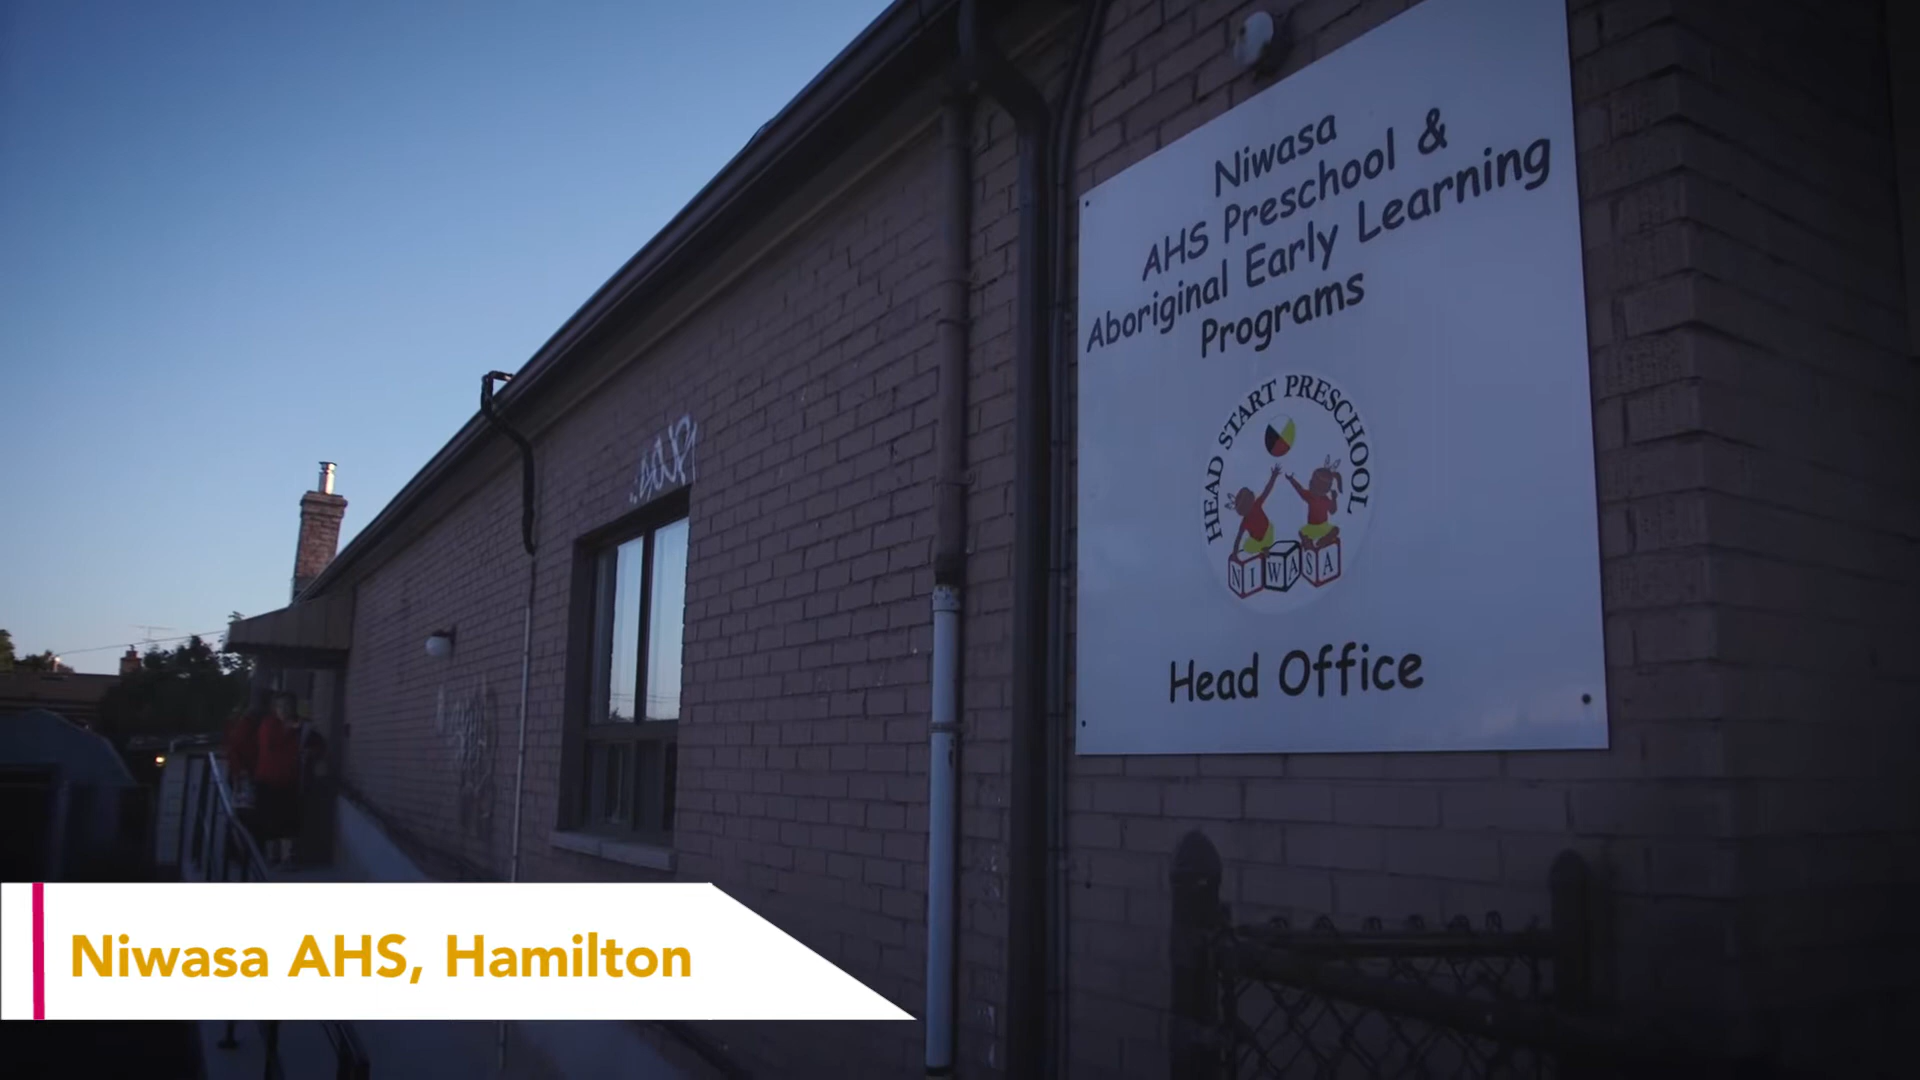 Niwasa
AHS Preschool &
Aboriginal Early Learning
Programs
HEAD START PRESCHOOL
NIWASA
Head Office
Niwasa AHS, Hamilton